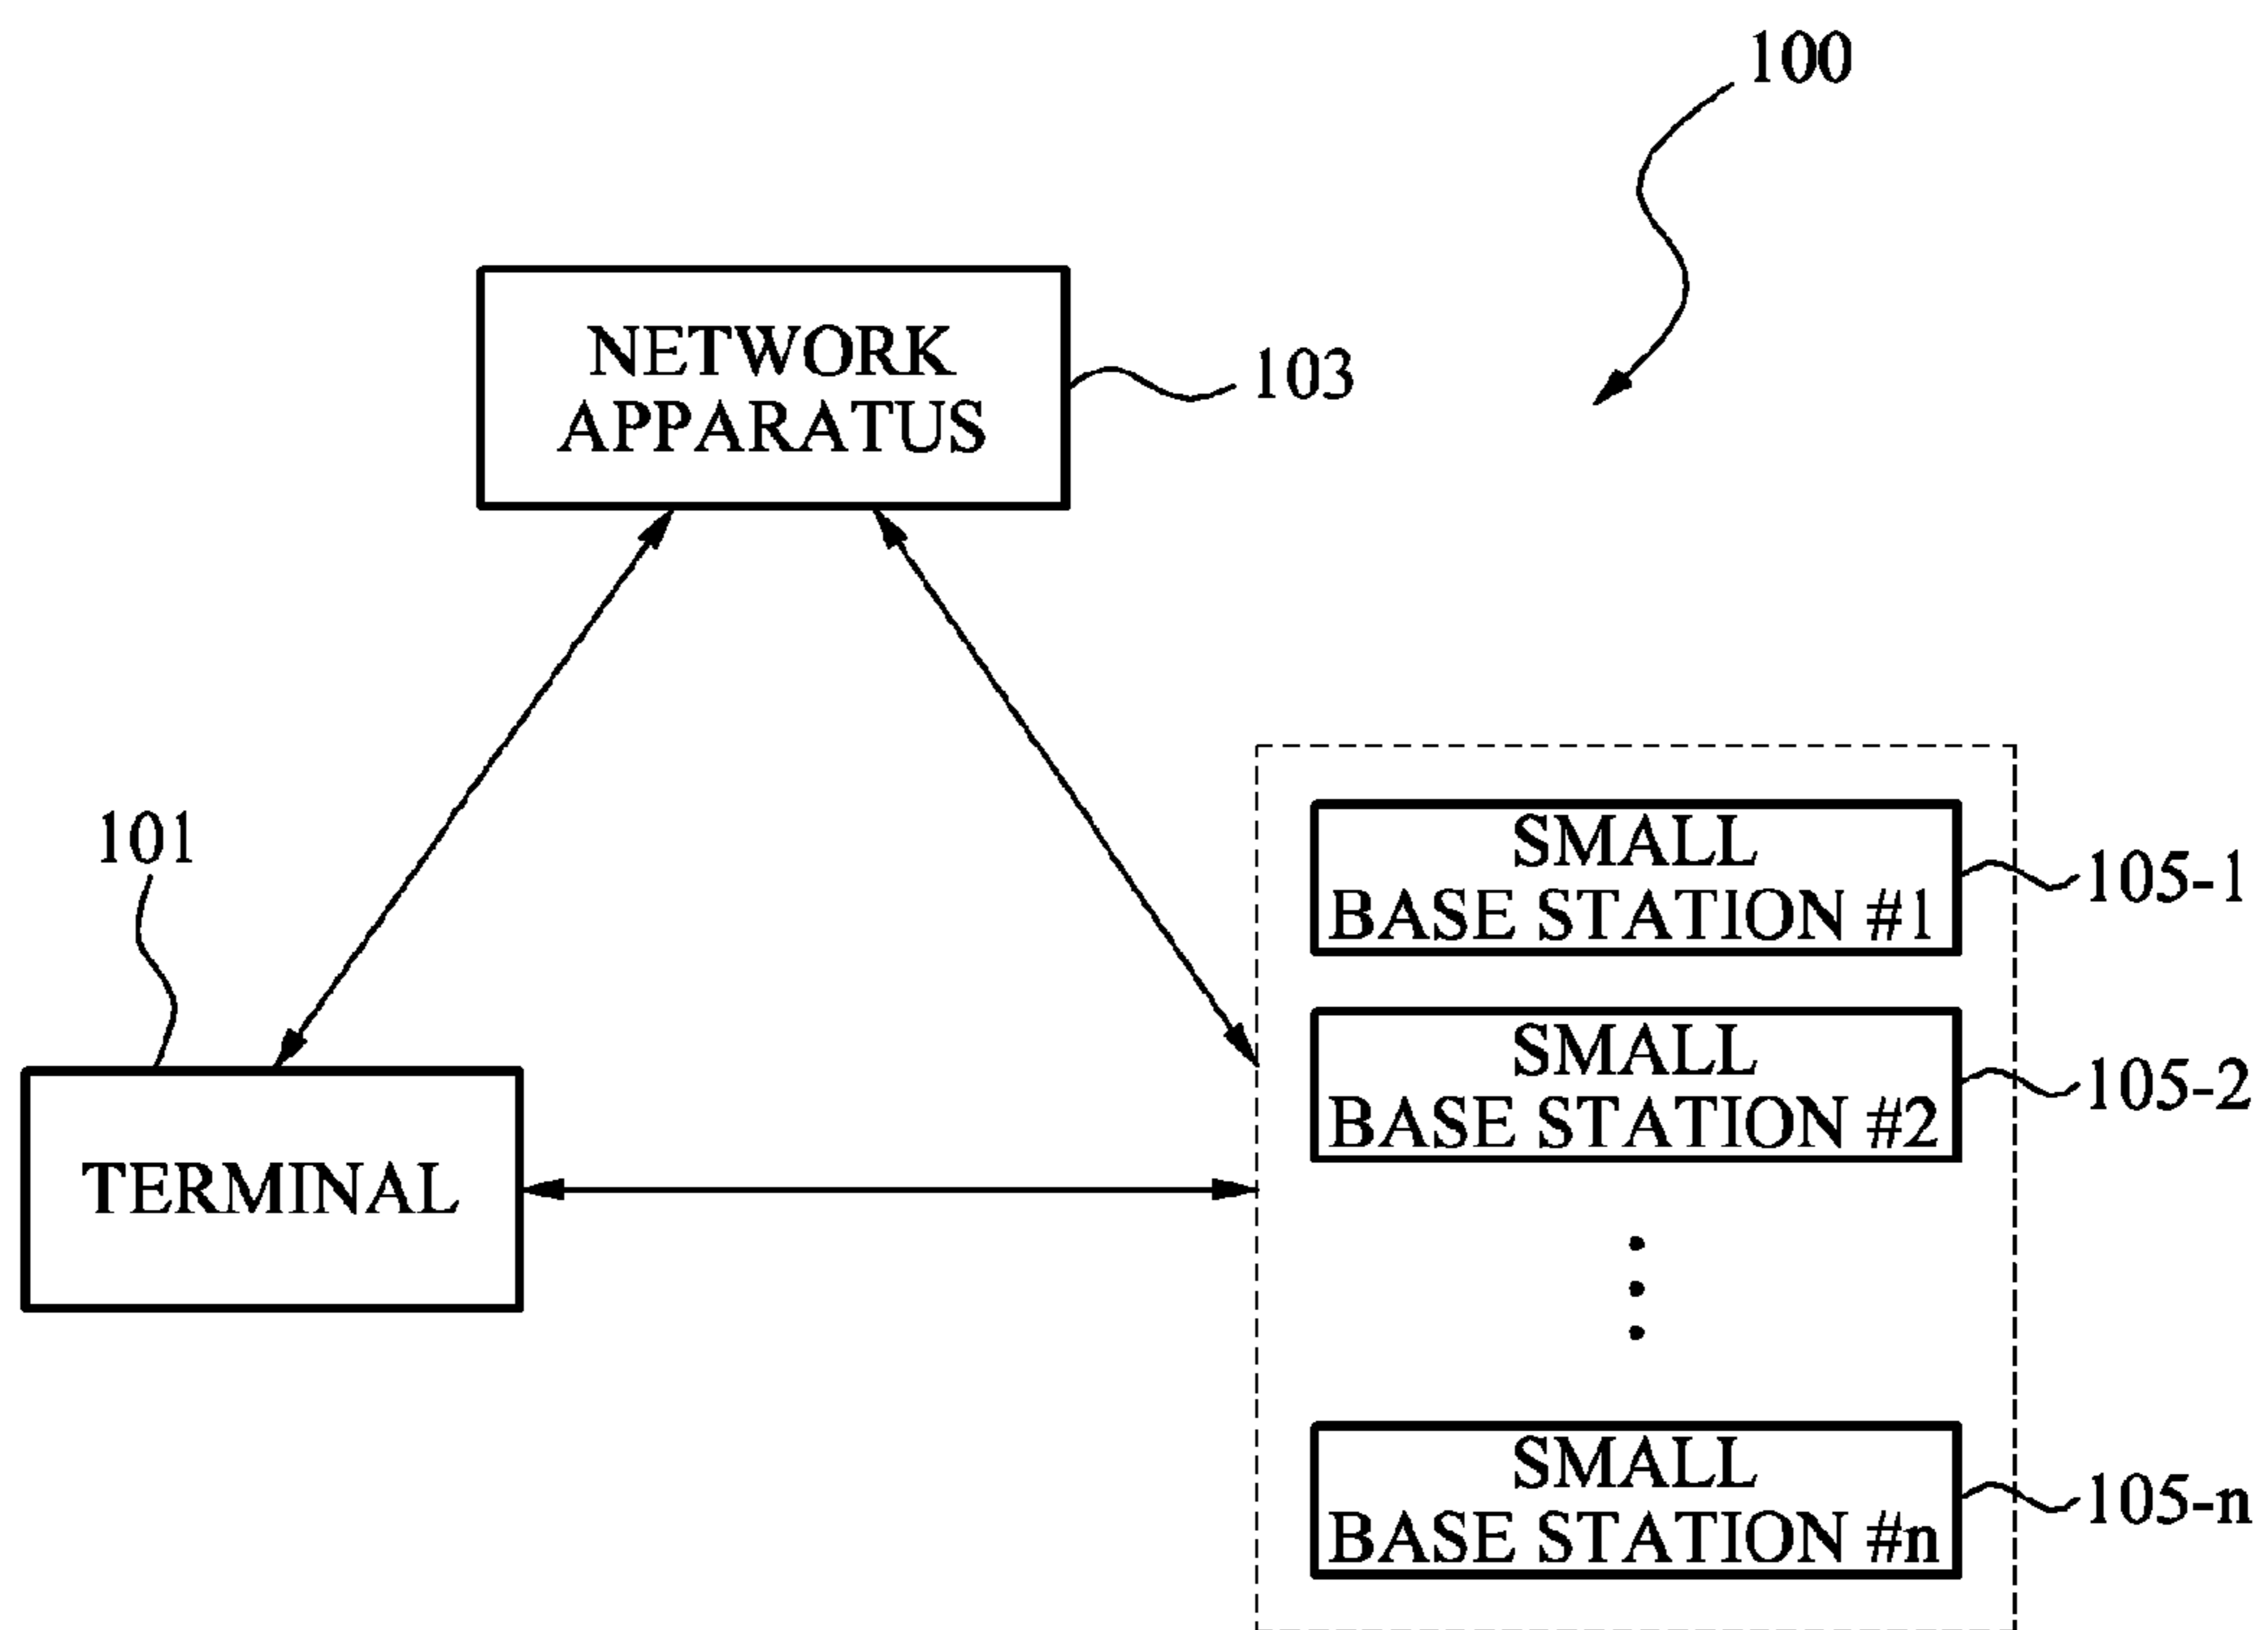 100
NETWORK
APPARATUS
103
101
TERMINAL
SMALL
BASE STATION #1
105-1
SMALL
BASE STATION #2
105-2
SMALL
BASE STATION #n
105-n